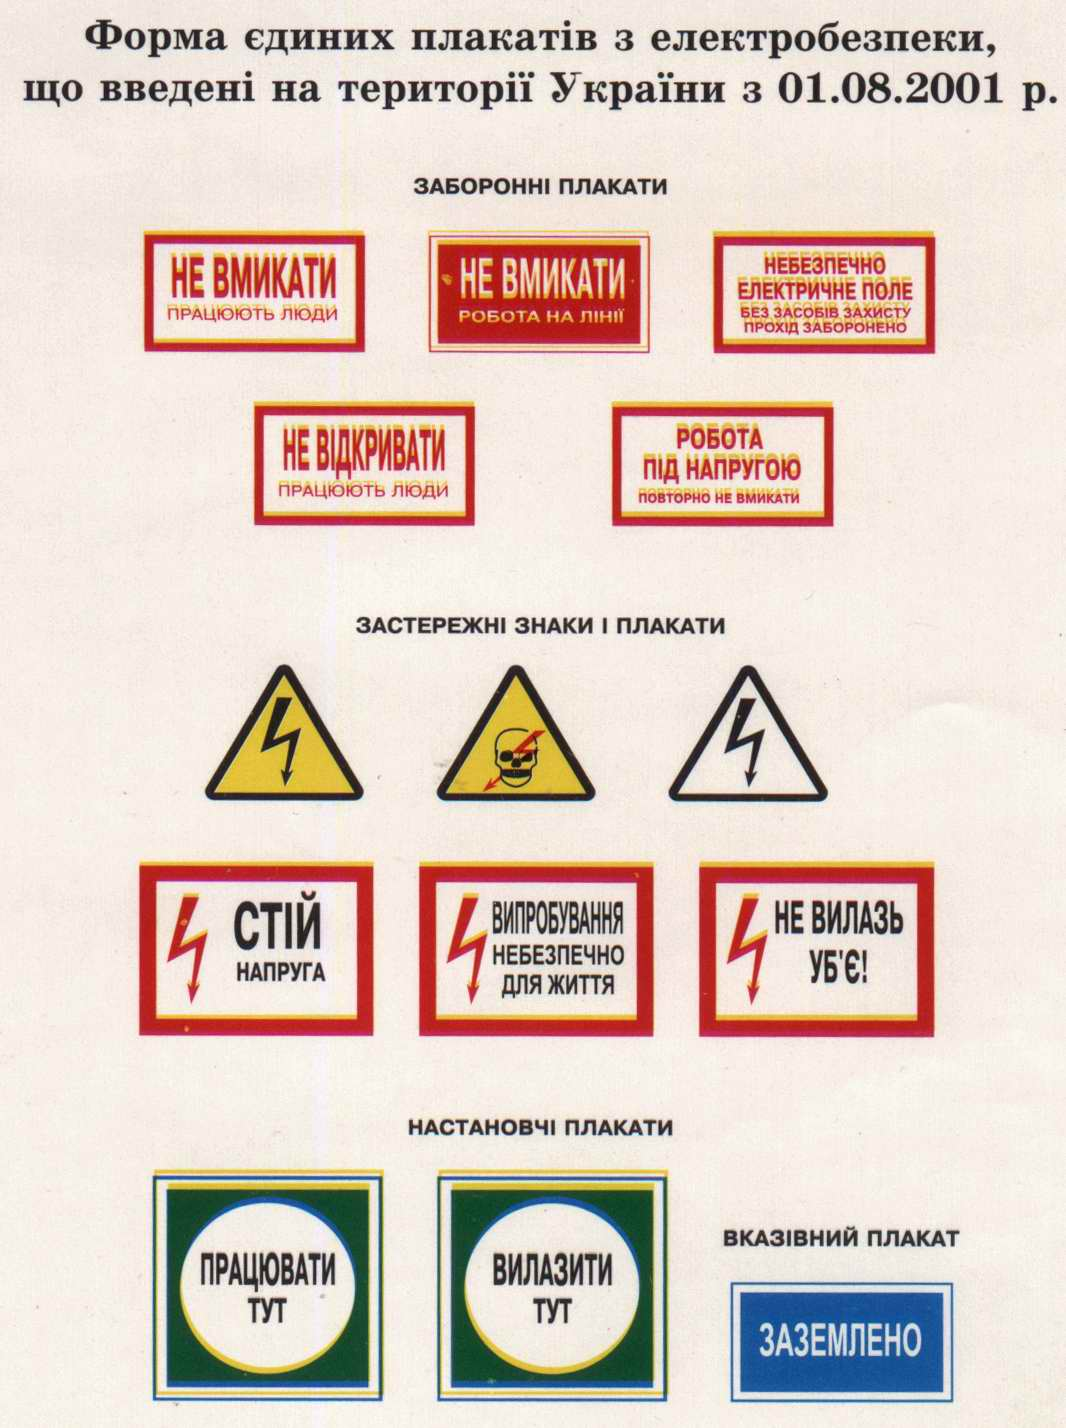 Форма єдиних плакатів з електробезпеки,
що введені на території України з 01.08.2001 р.
ЗАБОРОННІ ПЛАКАТИ
НЕ ВМИКАТИ
ПРАЦЮЮТЬ ЛЮДИ
НЕ ВМИКАТИ
РОБОТА НА ЛІНІЇ
НЕБЕЗПЕЧНО
ЕЛЕКТРИЧНЕ ПОЛЕ
БЕЗ ЗАСОБІВ ЗАХИСТУ
ПРОХІД ЗАБОРОНЕНО
НЕ ВІДКРИВАТИ
ПРАЦЮЮТЬ ЛЮДИ
РОБОТА
ПІД НАПРУГОЮ
ПОВТОРНО НЕ ВМИКАТИ
ЗАСТЕРЕЖНІ ЗНАКИ І ПЛАКАТИ
СТІЙ
НАПРУГА
ВИПРОБУВАННЯ
НЕБЕЗПЕЧНО
ДЛЯ ЖИТТЯ
НЕ ВИЛАЗЬ
УБ'Є!
НАСТАНОВЧІ ПЛАКАТИ
ПРАЦЮВАТИ
ТУТ
ВИЛАЗИТИ
ТУТ
ВКАЗІВНИЙ ПЛАКАТ
ЗАЗЕМЛЕНО